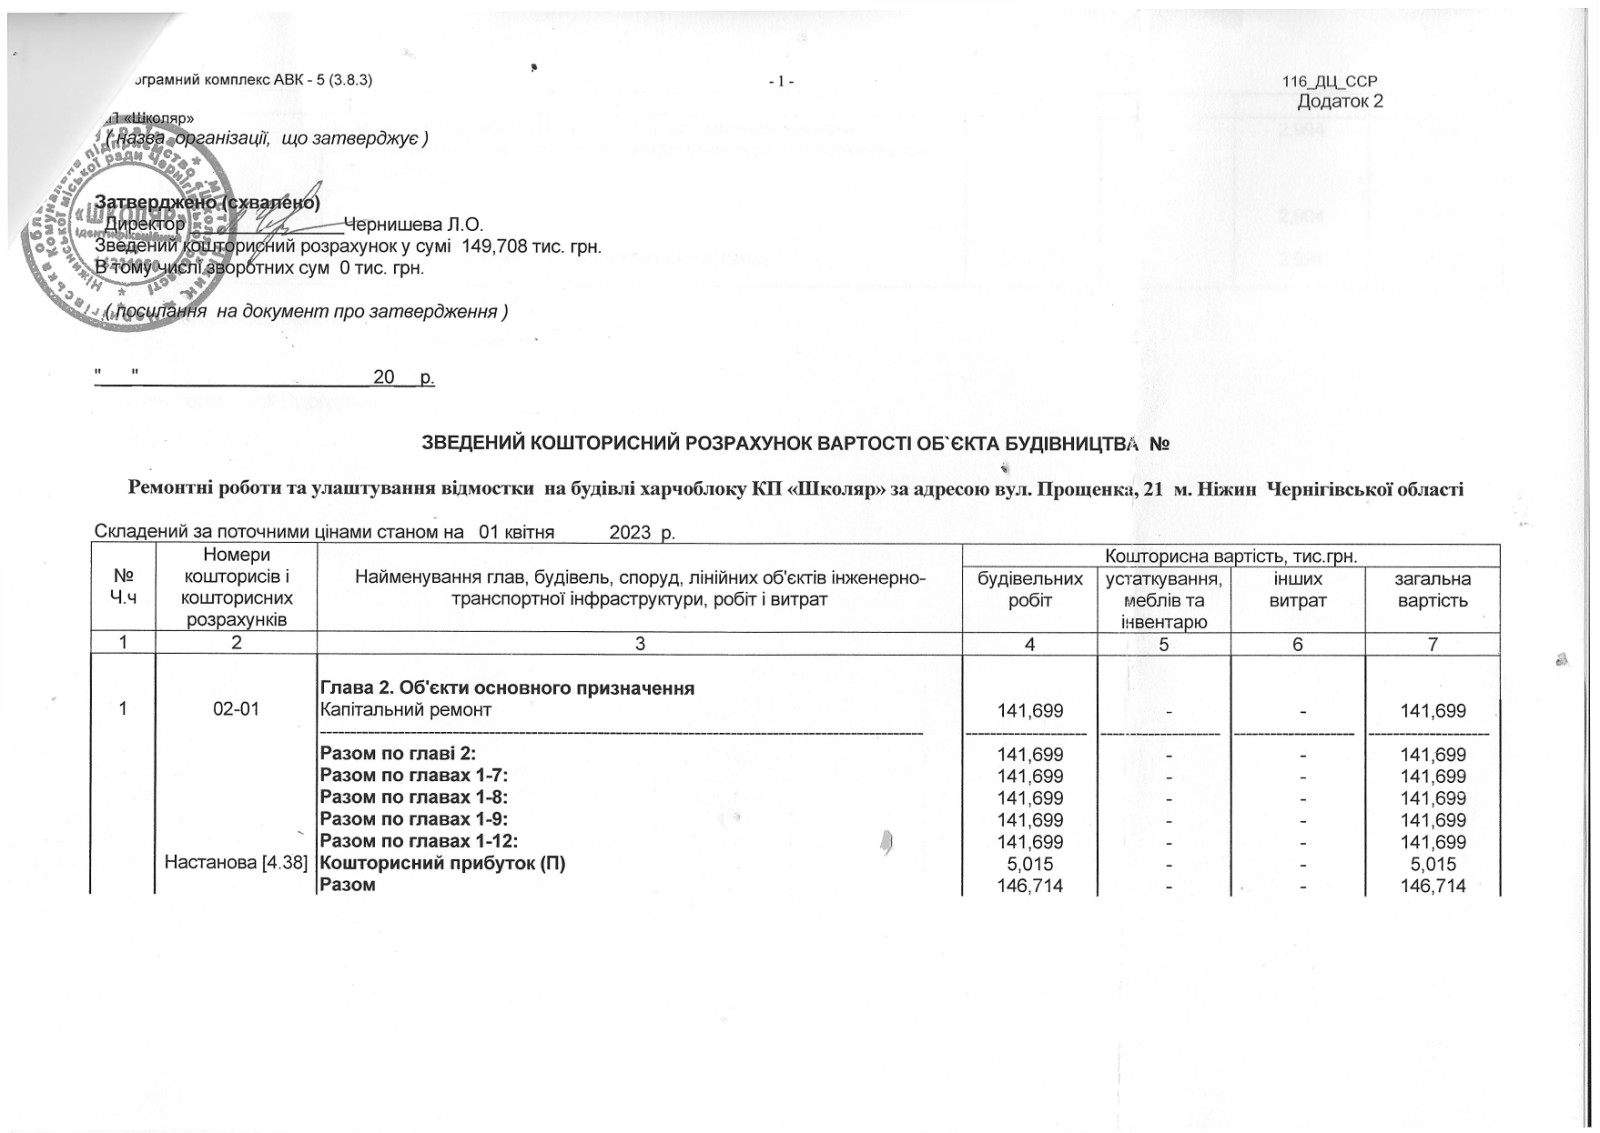 ограмний комплекс АВК - 5 (3.8.3)
- 1 -
116_ДЦ_ССР
Додаток 2
П «Школяр»
( назва організації, що затверджує )
Затверджено (схвалено)
Директор ________________ Чернишева Л.О.
Зведений кошторисний розрахунок у сумі 149,708 тис. грн.
В тому числі зворотних сум 0 тис. грн.
( посилання на документ про затвердження )
" " 20 р.
«Школяр»
ЗВЕДЕНИЙ КОШТОРИСНИЙ РОЗРАХУНОК ВАРТОСТІ ОБ`ЄКТА БУДІВНИЦТВА №
Ремонтні роботи та улаштування відмостки на будівлі харчоблоку КП «Школяр» за адресою вул. Прощенка, 21 м. Ніжин Чернігівської області
Складений за поточними цінами станом на 01 квітня 2023 р.
№ Ч.ч
Номери кошторисів і кошторисних розрахунків
Найменування глав, будівель, споруд, лінійних об'єктів інженерно-транспортної інфраструктури, робіт і витрат
Кошторисна вартість, тис.грн.
будівельних робіт
устаткування, меблів та інвентарю
інших витрат
загальна вартість
1 2 3 4 5 6 7
Глава 2. Об'єкти основного призначення
1 02-01 Капітальний ремонт 141,699 - - 141,699
Разом по главі 2: 141,699 - - 141,699
Разом по главах 1-7: 141,699 - - 141,699
Разом по главах 1-8: 141,699 - - 141,699
Разом по главах 1-9: 141,699 - - 141,699
Разом по главах 1-12: 141,699 - - 141,699
Настанова [4.38] Кошторисний прибуток (П) 5,015 - - 5,015
Разом 146,714 - - 146,714